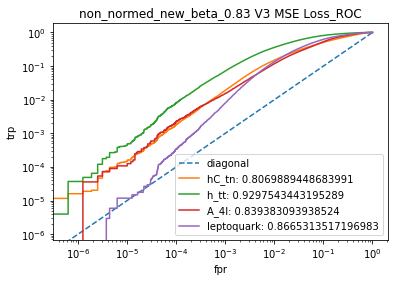 non_normed_new_beta_0.83 V3 MSE Loss_ROC
10⁰
10⁻¹
10⁻²
10⁻³
10⁻⁴
10⁻⁵
10⁻⁶
trp
diagonal
hC_tn: 0.8069889448683991
h_tt: 0.9297543444195289
A_4l: 0.839383093938524
leptoquark: 0.8665313517196983
10⁻⁶ 10⁻⁵ 10⁻⁴ 10⁻³ 10⁻² 10⁻¹ 10⁰
fpr